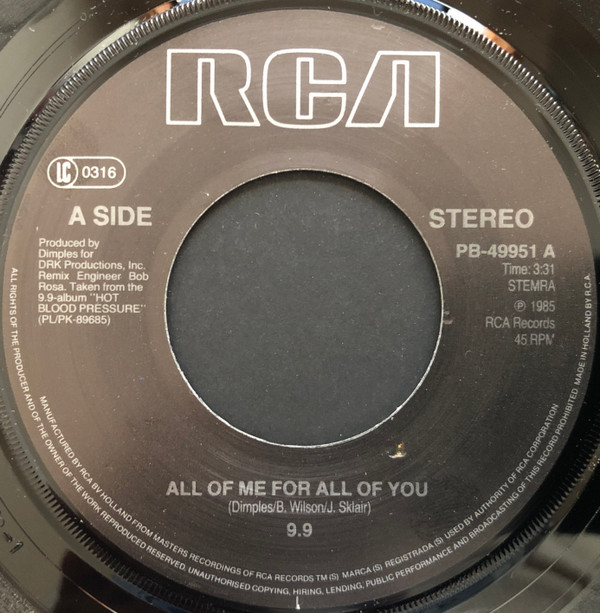 RCA
LC 0316
A SIDE
STEREO
Produced by
Dimples for
DRK Productions, Inc.
Remix Engineer Bob
Rosa. Taken from the
9.9-album "HOT
BLOOD PRESSURE"
(PL/PK-89685)
PB-49951 A
Time: 3:31
STEMRA
℗ 1985
RCA Records
45 RPM
ALL OF ME FOR ALL OF YOU
(Dimples/B. Wilson/J. Sklair)
9.9
MANUFACTURED BY RCA BV HOLLAND FROM MASTERS RECORDINGS OF RCA RECORDS TM (S) MARCA (S) REGISTRADA (S) USED BY AUTHORITY OF RCA CORPORATION
ALL RIGHTS OF THE PRODUCER AND OF THE OWNER OF THE WORK REPRODUCED RESERVED. UNAUTHORISED COPYING, HIRING, LENDING, PUBLIC PERFORMANCE AND BROADCASTING OF THIS RECORD PROHIBITED. MADE IN HOLLAND BY R.C.A.